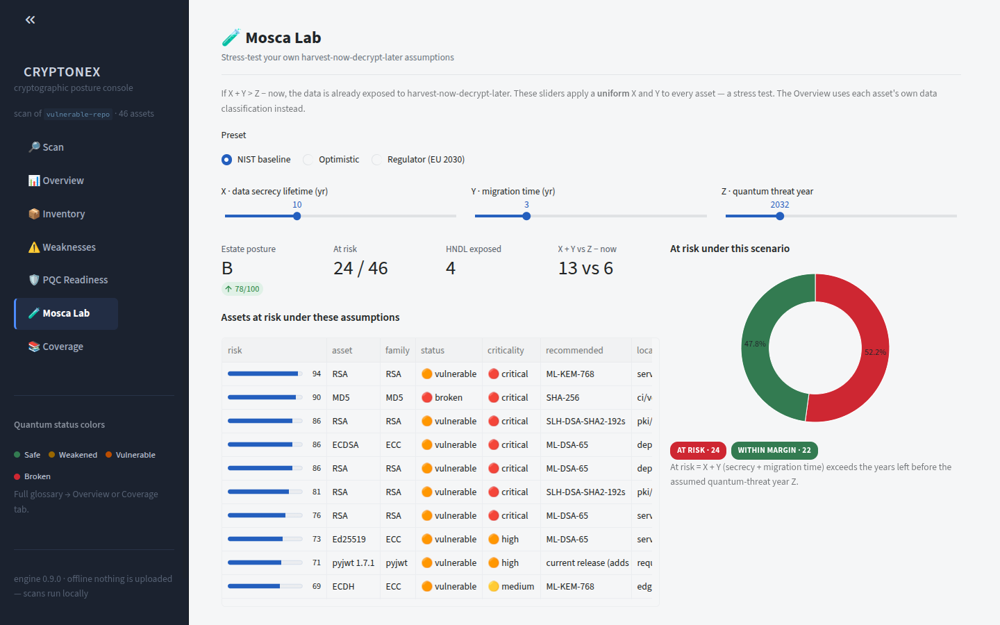 CRYPTONEX
cryptographic posture console
scan of vulnerable-repo · 46 assets
Scan
Overview
Inventory
Weaknesses
PQC Readiness
Mosca Lab
Coverage
Quantum status colors
Safe Weakened Vulnerable
Broken
Full glossary → Overview or Coverage
tab.
engine 0.9.0 · offline nothing is uploaded
— scans run locally
Mosca Lab
Stress-test your own harvest-now-decrypt-later assumptions
If X + Y > Z − now, the data is already exposed to harvest-now-decrypt-later. These sliders apply a uniform X and Y to every asset — a stress test. The Overview uses each asset's own data
classification instead.
Preset
NIST baseline Optimistic Regulator (EU 2030)
X · data secrecy lifetime (yr) Y · migration time (yr) Z · quantum threat year
10 3 2032
Estate posture At risk HNDL exposed X + Y vs Z − now
B 24 / 46 4 13 vs 6
↑ 78/100
Assets at risk under these assumptions
risk asset family status criticality recommended loca
94 RSA RSA vulnerable critical ML-KEM-768 serv
90 MD5 MD5 broken critical SHA-256 ci/v
86 RSA RSA vulnerable critical SLH-DSA-SHA2-192s pki/
86 ECDSA ECC vulnerable critical ML-DSA-65 dep
86 RSA RSA vulnerable critical ML-DSA-65 dep
81 RSA RSA vulnerable critical SLH-DSA-SHA2-192s pki/
76 RSA RSA vulnerable critical ML-DSA-65 serv
73 Ed25519 ECC vulnerable high ML-DSA-65 serv
71 pyjwt 1.7.1 pyjwt vulnerable high current release (adds requ
69 ECDH ECC vulnerable medium ML-KEM-768 edg
At risk under this scenario
47.8%
52.2%
AT RISK · 24 WITHIN MARGIN · 22
At risk = X + Y (secrecy + migration time) exceeds the years left before the
assumed quantum-threat year Z.